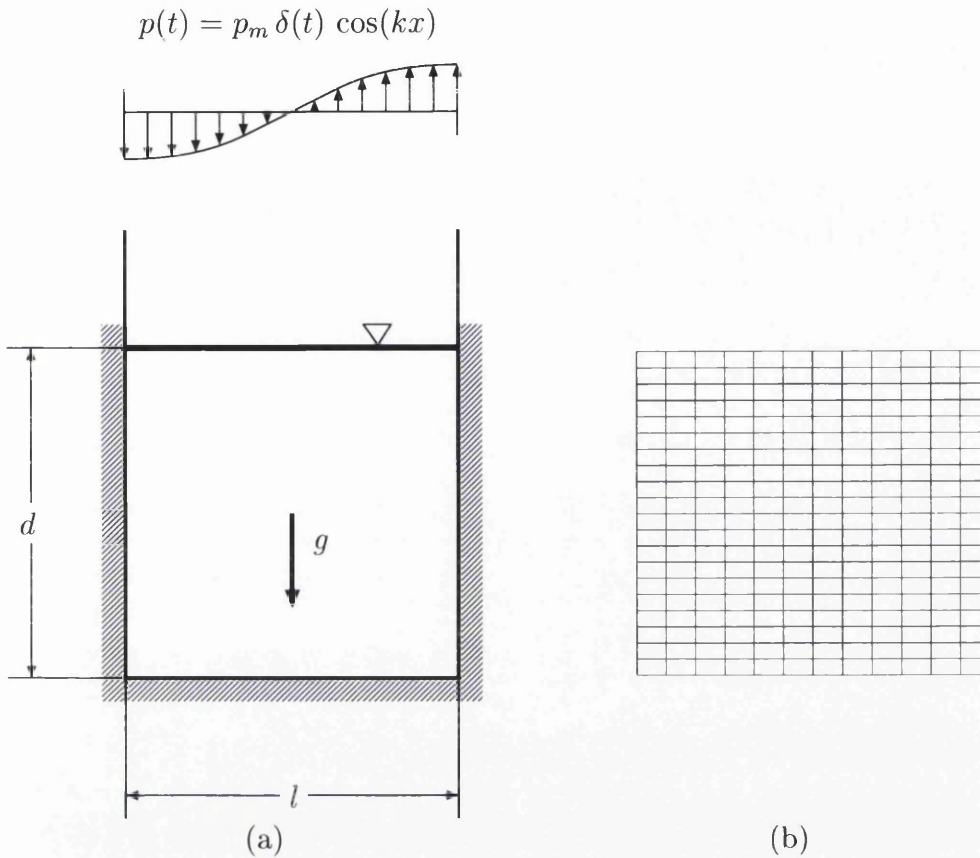 p(t) = p_m δ(t) cos(kx)
d
g
l
(a)
(b)